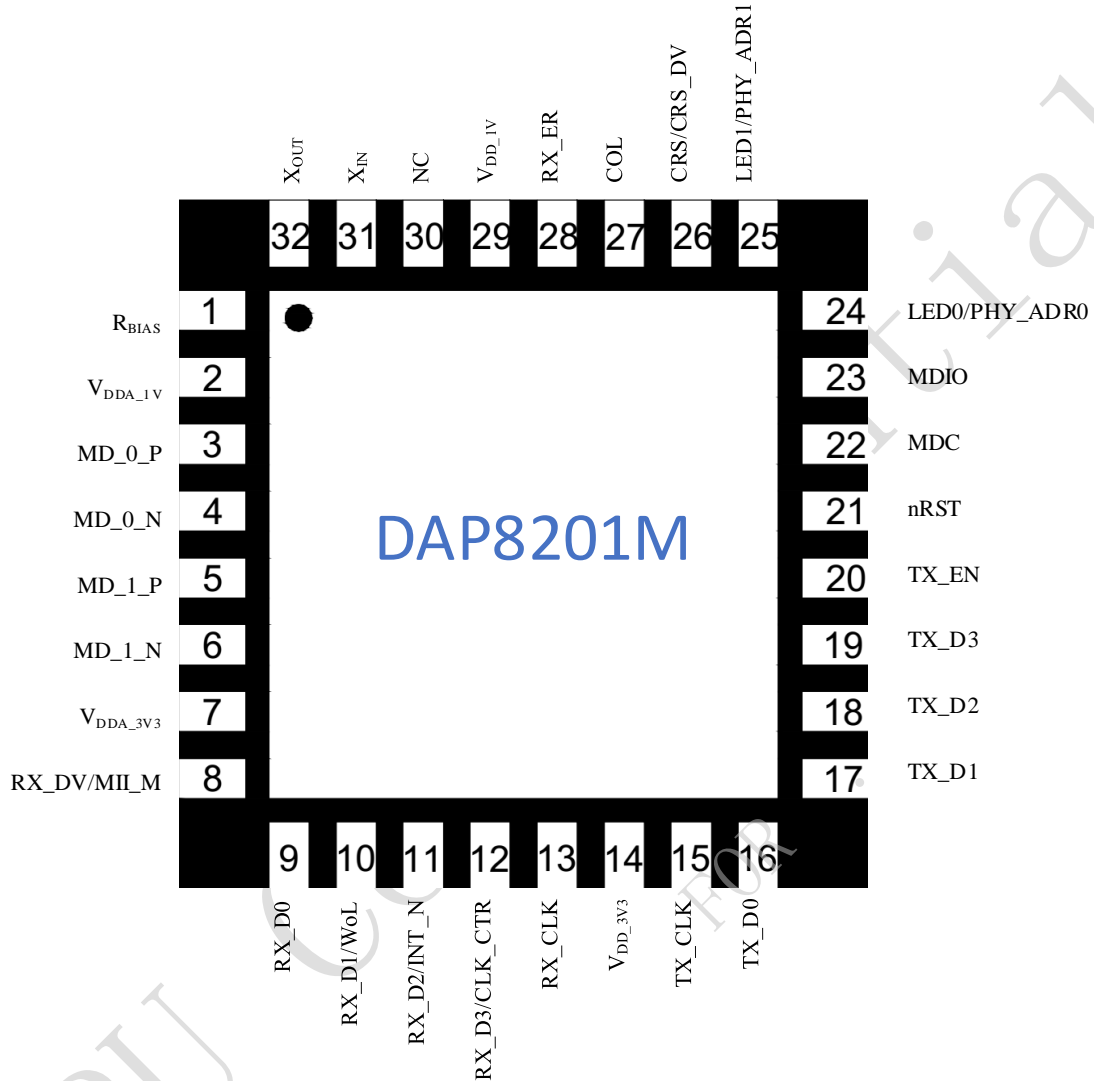 XOUT
XIN
NC
VDD_1V
RX_ER
COL
CRS/CRS_DV
LED1/PHY_ADR1
32
31
30
29
28
27
26
25
RBIAS
1
VDDA_1V
2
MD_0_P
3
MD_0_N
4
MD_1_P
5
MD_1_N
6
VDDA_3V3
7
RX_DV/MII_M
8
DAP8201M
24
LED0/PHY_ADR0
23
MDIO
22
MDC
21
nRST
20
TX_EN
19
TX_D3
18
TX_D2
17
TX_D1
9
10
11
12
13
14
15
16
RX_D0
RX_D1/WoL
RX_D2/INT_N
RX_D3/CLK_CTR
RX_CLK
VDD_3V3
TX_CLK
TX_D0
FOR